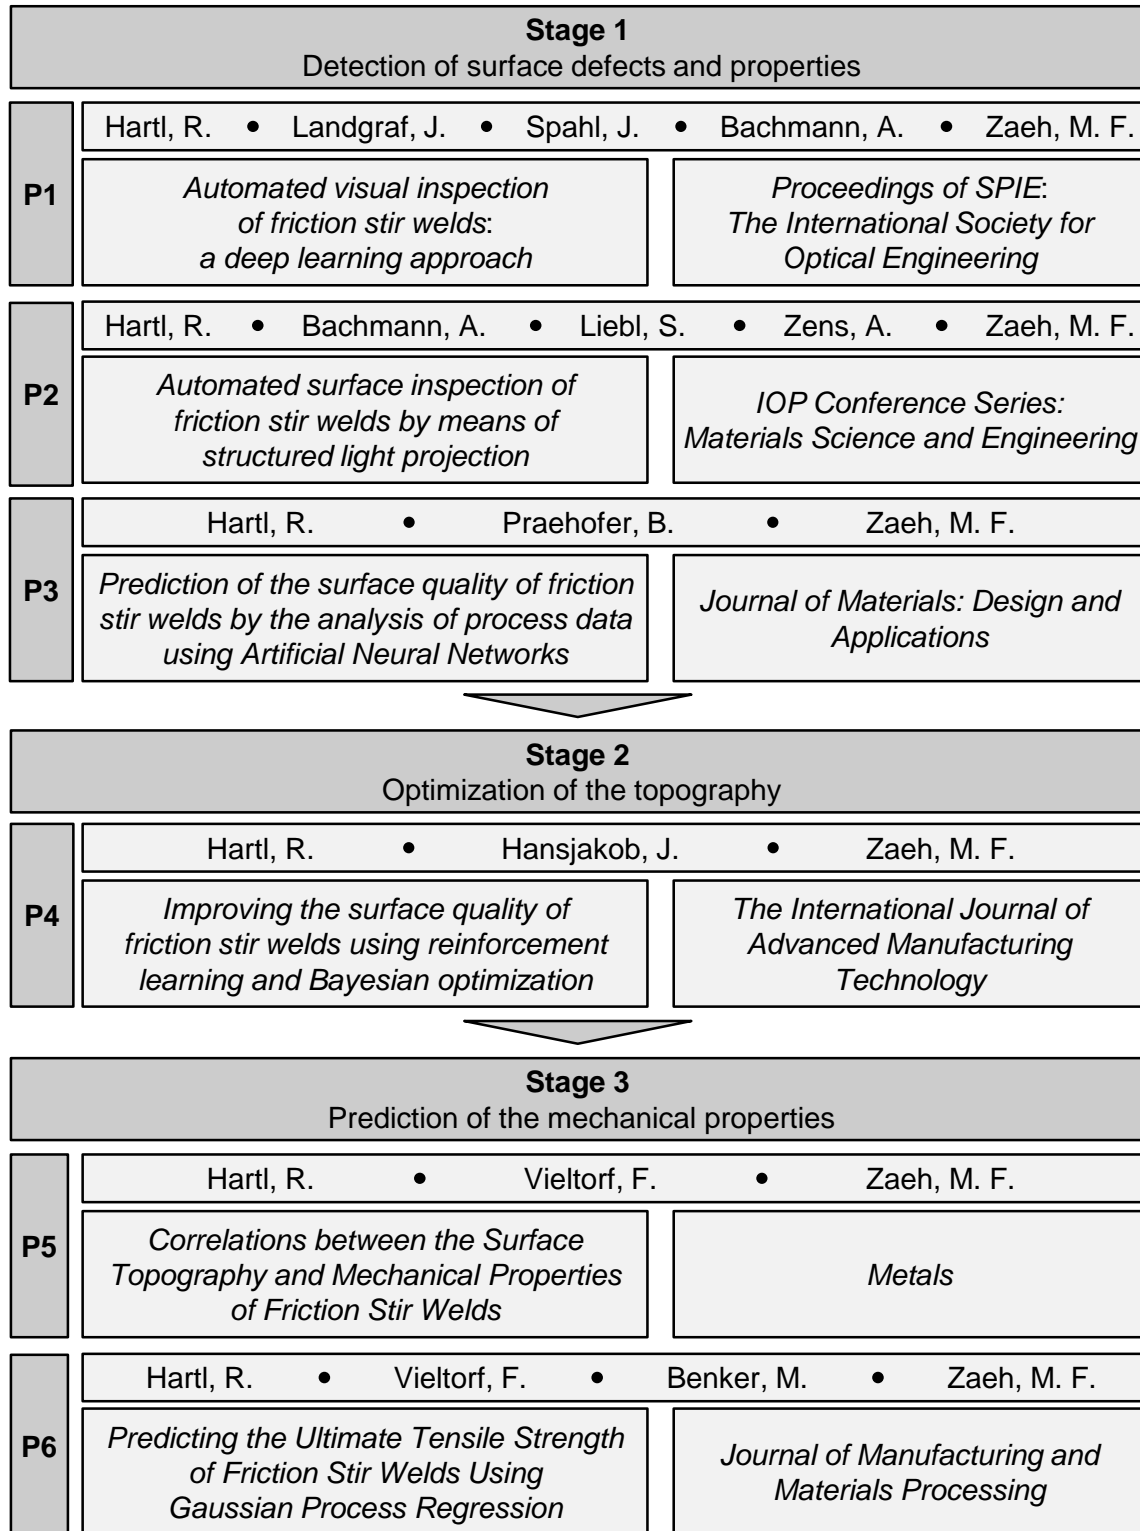 Stage 1
Detection of surface defects and properties
P1
Hartl, R. • Landgraf, J. • Spahl, J. • Bachmann, A. • Zaeh, M. F.
Automated visual inspection
of friction stir welds:
a deep learning approach
Proceedings of SPIE:
The International Society for
Optical Engineering
P2
Hartl, R. • Bachmann, A. • Liebl, S. • Zens, A. • Zaeh, M. F.
Automated surface inspection of
friction stir welds by means of
structured light projection
IOP Conference Series:
Materials Science and Engineering
P3
Hartl, R. • Praehofer, B. • Zaeh, M. F.
Prediction of the surface quality of friction
stir welds by the analysis of process data
using Artificial Neural Networks
Journal of Materials: Design and
Applications
Stage 2
Optimization of the topography
P4
Hartl, R. • Hansjakob, J. • Zaeh, M. F.
Improving the surface quality of
friction stir welds using reinforcement
learning and Bayesian optimization
The International Journal of
Advanced Manufacturing
Technology
Stage 3
Prediction of the mechanical properties
P5
Hartl, R. • Vieltorf, F. • Zaeh, M. F.
Correlations between the Surface
Topography and Mechanical Properties
of Friction Stir Welds
Metals
P6
Hartl, R. • Vieltorf, F. • Benker, M. • Zaeh, M. F.
Predicting the Ultimate Tensile Strength
of Friction Stir Welds Using
Gaussian Process Regression
Journal of Manufacturing and
Materials Processing